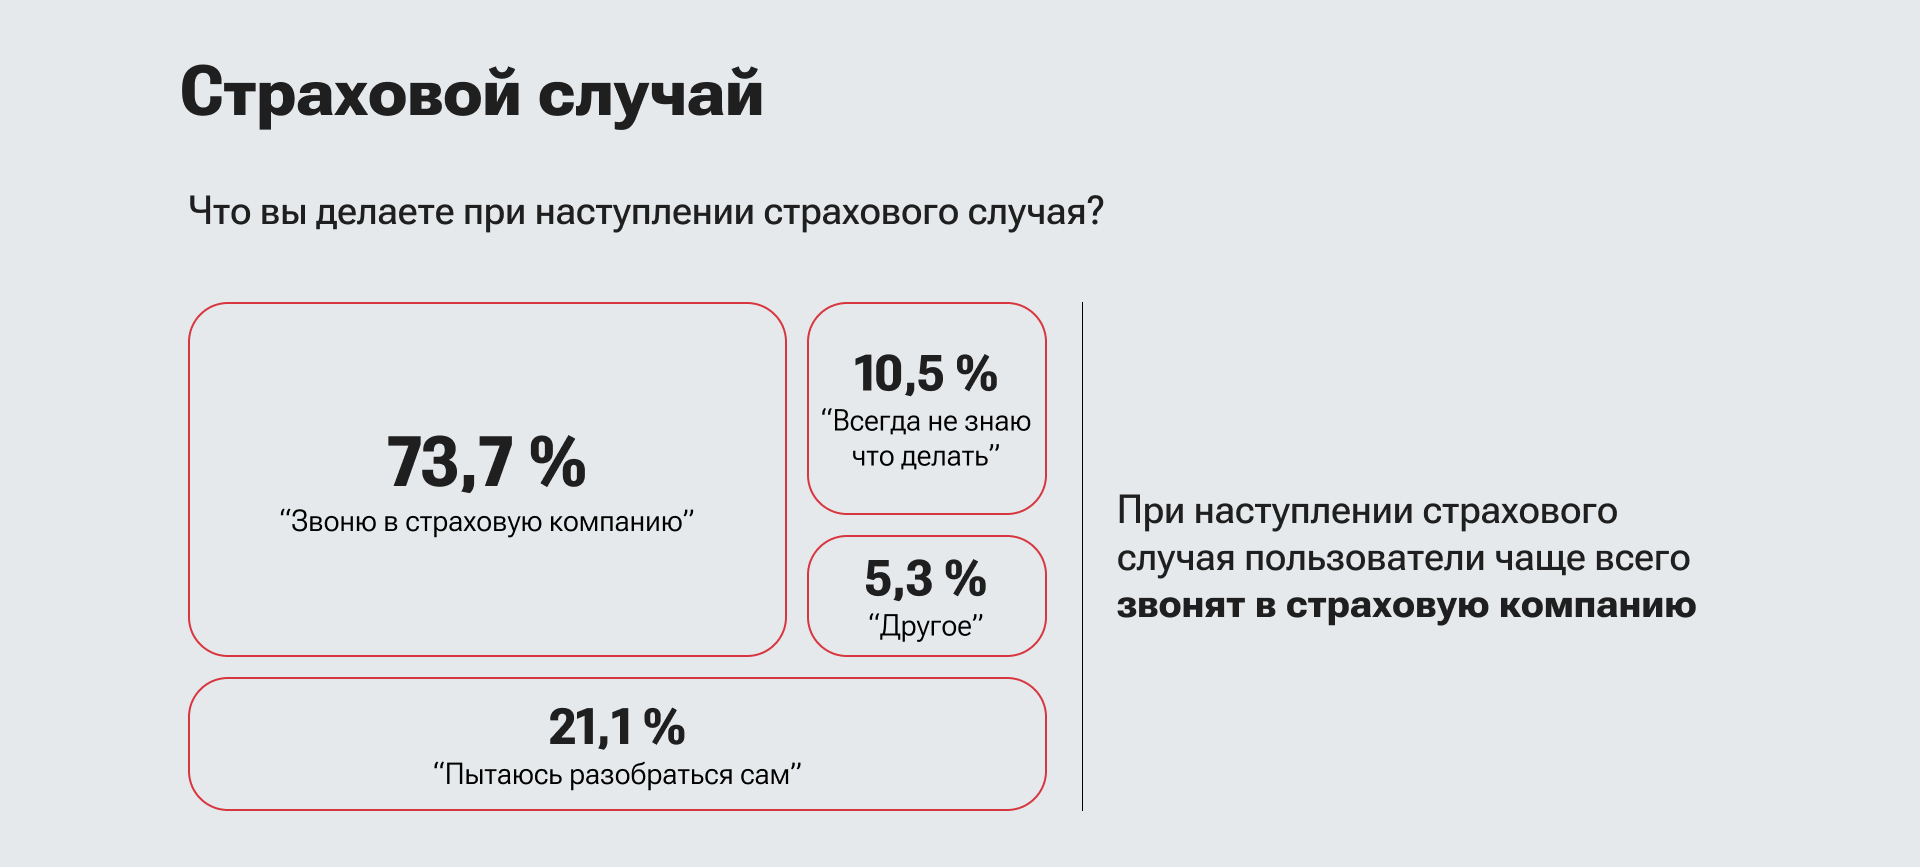 Страховой случай
Что вы делаете при наступлении страхового случая?
73,7 %
“Звоню в страховую компанию”
10,5 %
“Всегда не знаю
что делать”
5,3 %
“Другое”
21,1 %
“Пытаюсь разобраться сам”
При наступлении страхового
случая пользователи чаще всего
звонят в страховую компанию